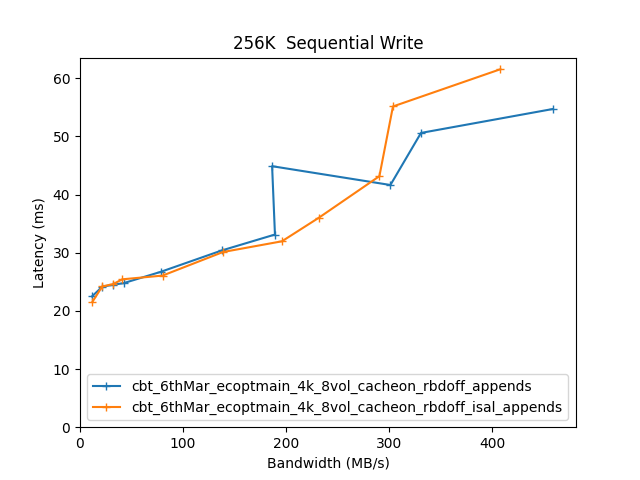 256K  Sequential Write
Latency (ms)
60
50
40
30
20
10
0
0 100 200 300 400
Bandwidth (MB/s)
cbt_6thMar_ecoptmain_4k_8vol_cacheon_rbdoff_appends
cbt_6thMar_ecoptmain_4k_8vol_cacheon_rbdoff_isal_appends